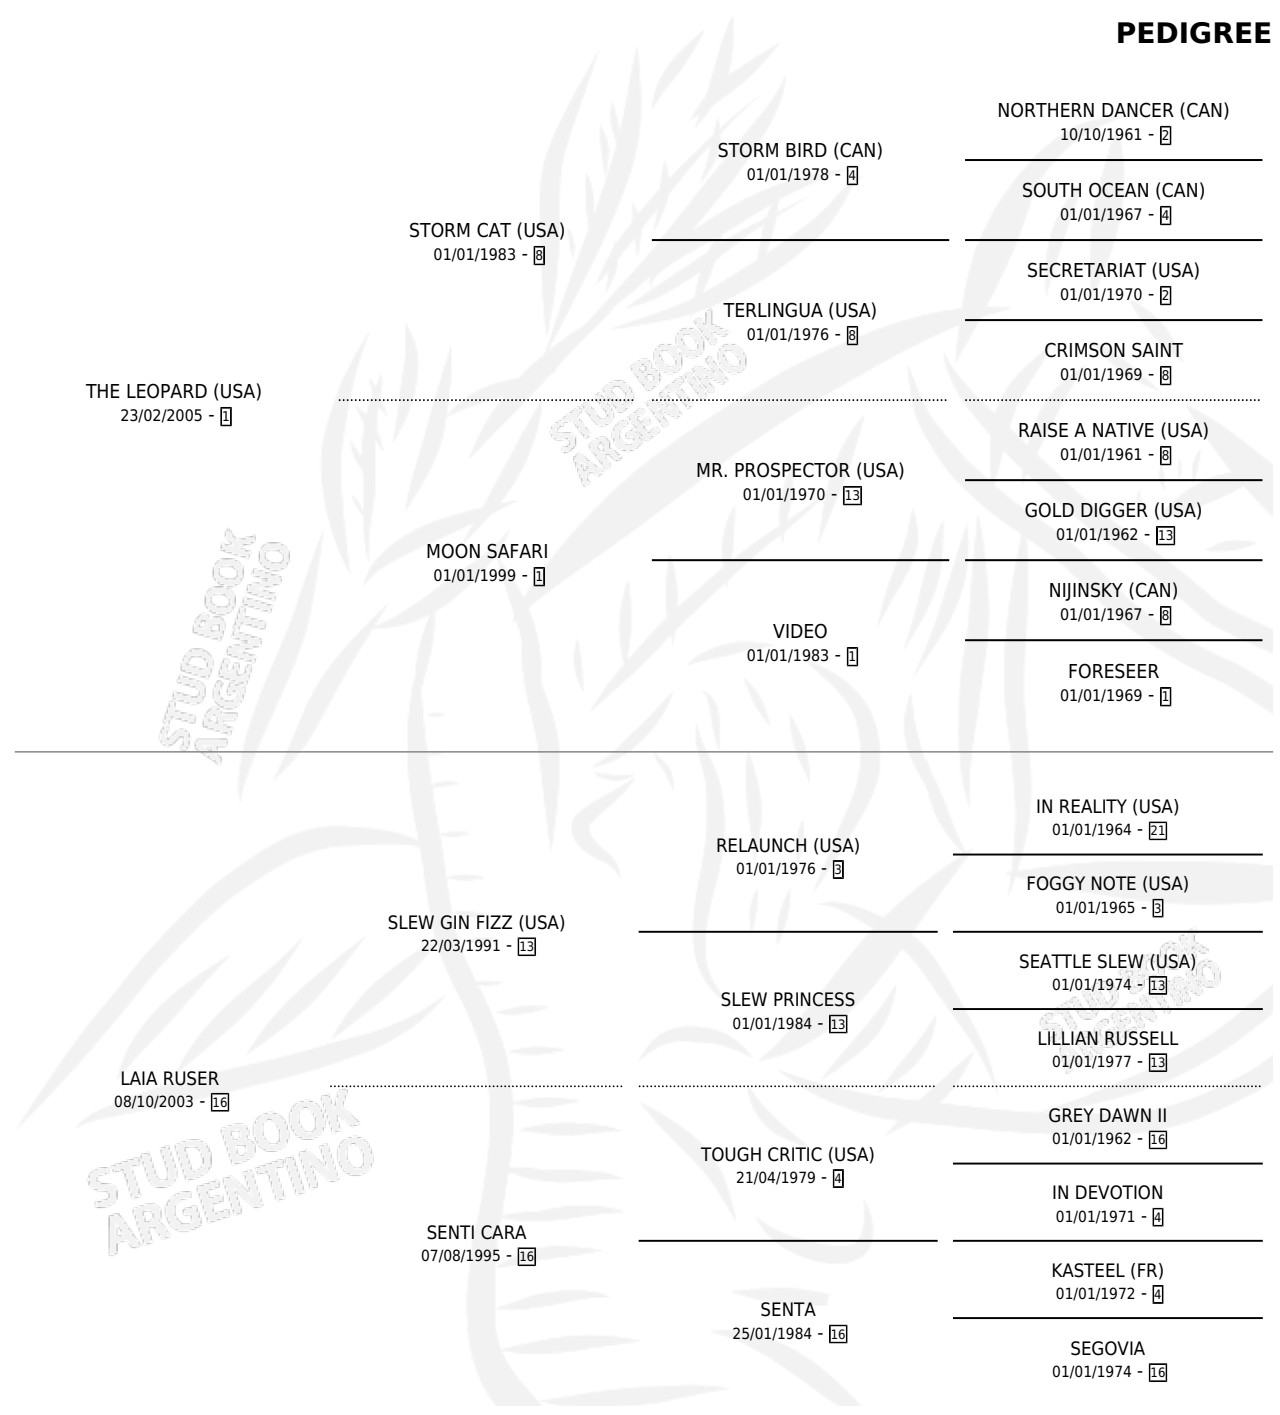 PEDIGREE
NORTHERN DANCER (CAN)
10/10/1961 - 2
STORM BIRD (CAN)
01/01/1978 - 4
SOUTH OCEAN (CAN)
01/01/1967 - 4
STORM CAT (USA)
01/01/1983 - 8
SECRETARIAT (USA)
01/01/1970 - 2
TERLINGUA (USA)
01/01/1976 - 8
CRIMSON SAINT
01/01/1969 - 8
THE LEOPARD (USA)
23/02/2005 - 1
RAISE A NATIVE (USA)
01/01/1961 - 8
MR. PROSPECTOR (USA)
01/01/1970 - 13
GOLD DIGGER (USA)
01/01/1962 - 13
MOON SAFARI
01/01/1999 - 1
NIJINSKY (CAN)
01/01/1967 - 8
VIDEO
01/01/1983 - 1
FORESEER
01/01/1969 - 1
IN REALITY (USA)
01/01/1964 - 21
RELAUNCH (USA)
01/01/1976 - 3
FOGGY NOTE (USA)
01/01/1965 - 3
SLEW GIN FIZZ (USA)
22/03/1991 - 13
SEATTLE SLEW (USA)
01/01/1974 - 13
SLEW PRINCESS
01/01/1984 - 13
LILLIAN RUSSELL
01/01/1977 - 13
LAIA RUSER
08/10/2003 - 16
GREY DAWN II
01/01/1962 - 16
TOUGH CRITIC (USA)
21/04/1979 - 4
IN DEVOTION
01/01/1971 - 4
SENTI CARA
07/08/1995 - 16
KASTEEL (FR)
01/01/1972 - 4
SENTA
25/01/1984 - 16
SEGOVIA
01/01/1974 - 16
STUD BOOK
ARGENTINO
STUD BOOK
ARGENTINO
STUD BOOK
ARGENTINO
STUD BOOK
ARGENTINO